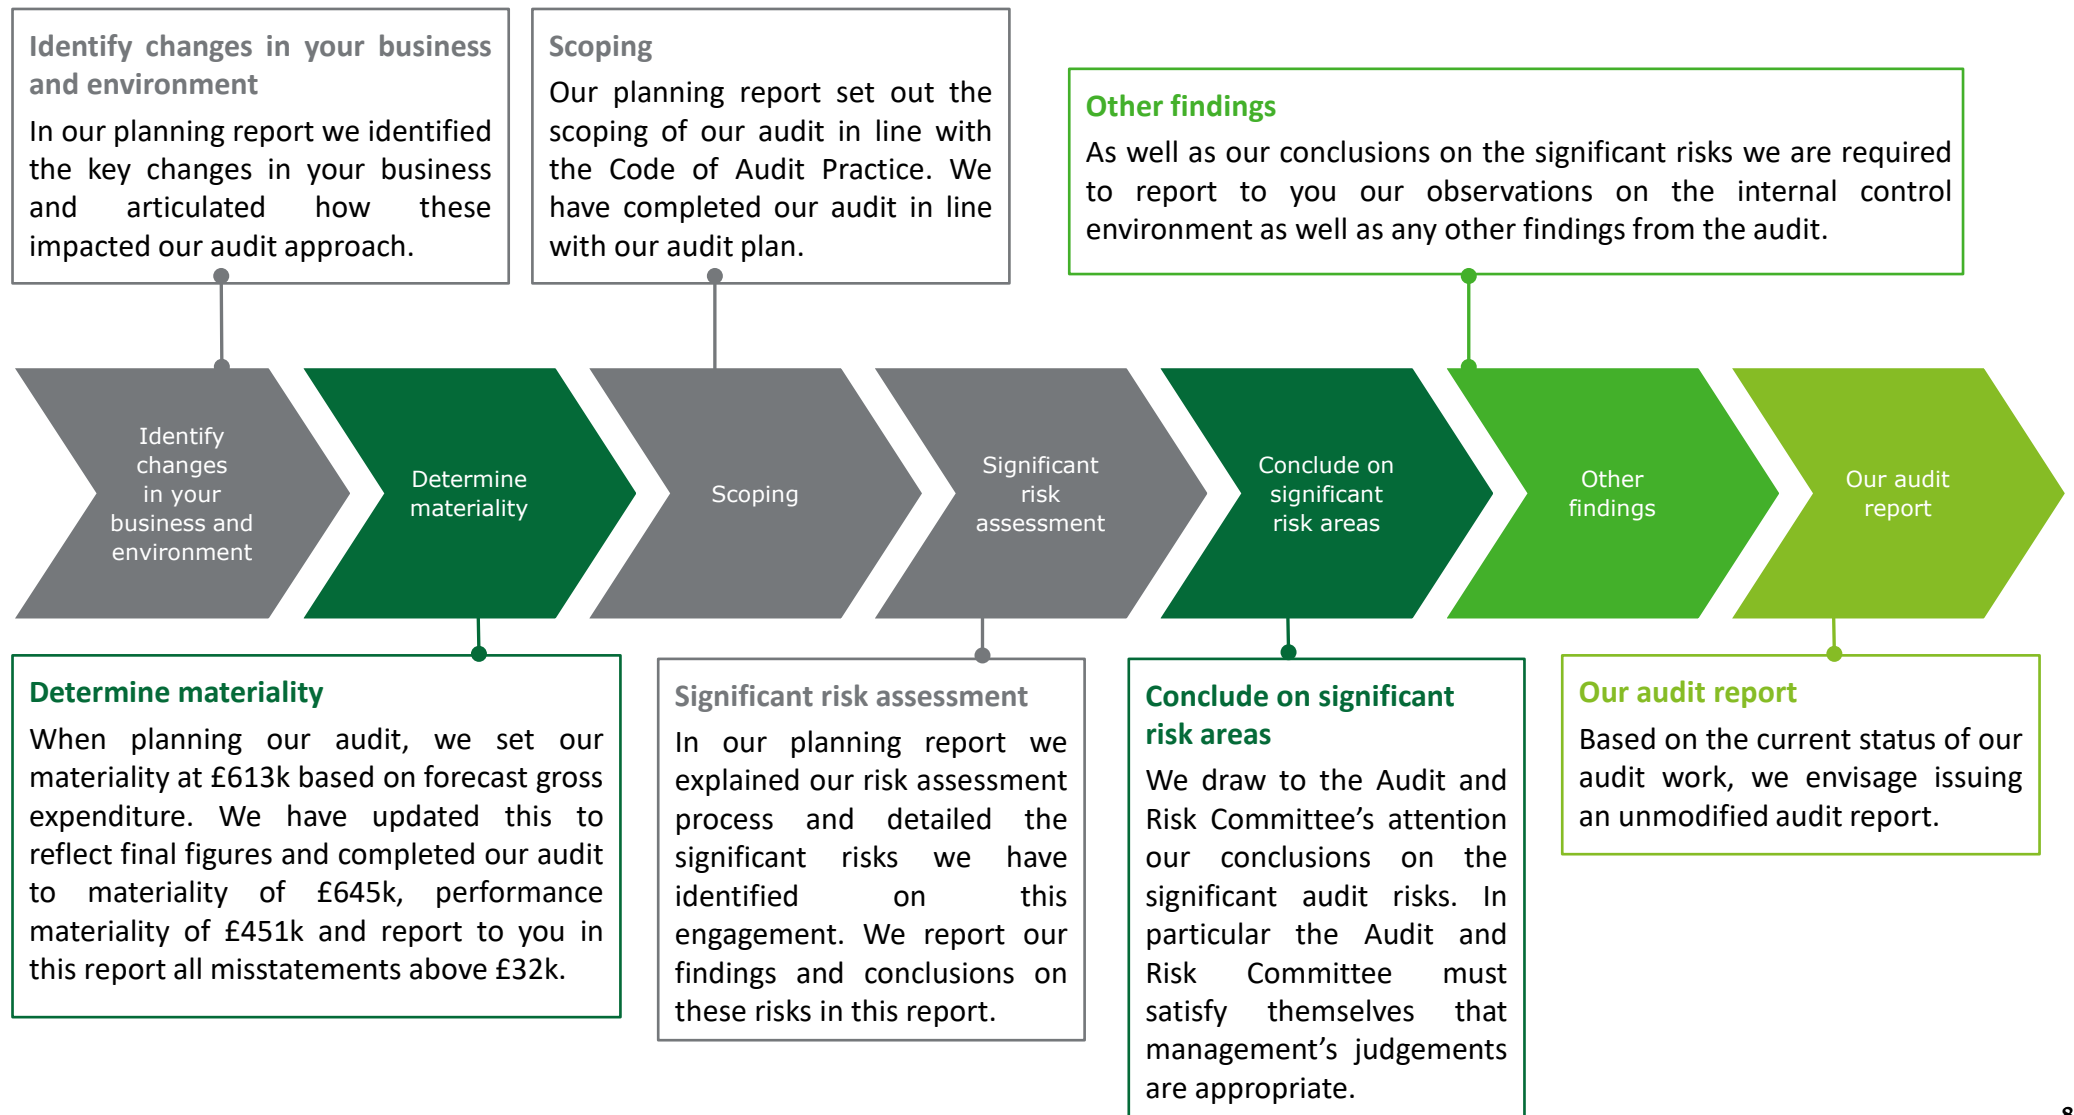 Identify changes in your business
and environment
In our planning report we identified
the key changes in your business
and articulated how these
impacted our audit approach.
Scoping
Our planning report set out the
scoping of our audit in line with
the Code of Audit Practice. We
have completed our audit in line
with our audit plan.
Other findings
As well as our conclusions on the significant risks we are required
to report to you our observations on the internal control
environment as well as any other findings from the audit.
Identify
changes
in your
business and
environment
Determine
materiality
Scoping
Significant
risk
assessment
Conclude on
significant
risk areas
Other
findings
Our audit
report
Determine materiality
When planning our audit, we set our
materiality at £613k based on forecast gross
expenditure. We have updated this to
reflect final figures and completed our audit
to materiality of £645k, performance
materiality of £451k and report to you in
this report all misstatements above £32k.
Significant risk assessment
In our planning report we
explained our risk assessment
process and detailed the
significant risks we have
identified on this
engagement. We report our
findings and conclusions on
these risks in this report.
Conclude on significant
risk areas
We draw to the Audit and
Risk Committee’s attention
our conclusions on the
significant audit risks. In
particular the Audit and
Risk Committee must
satisfy themselves that
management’s judgements
are appropriate.
Our audit report
Based on the current status of our
audit work, we envisage issuing
an unmodified audit report.